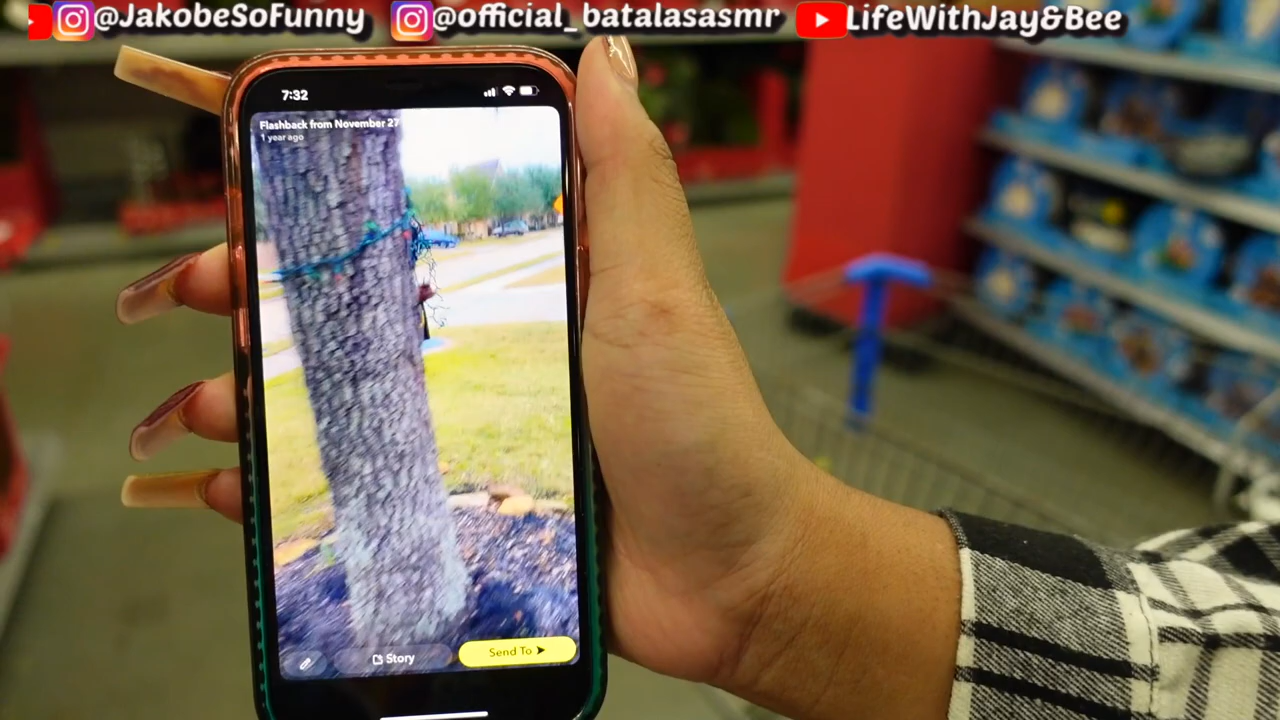 @JakobeSoFunny @official_batalasasmr LifeWithJay&Bee
7:32
Flashback from November 27
1 year ago
Story
Send To